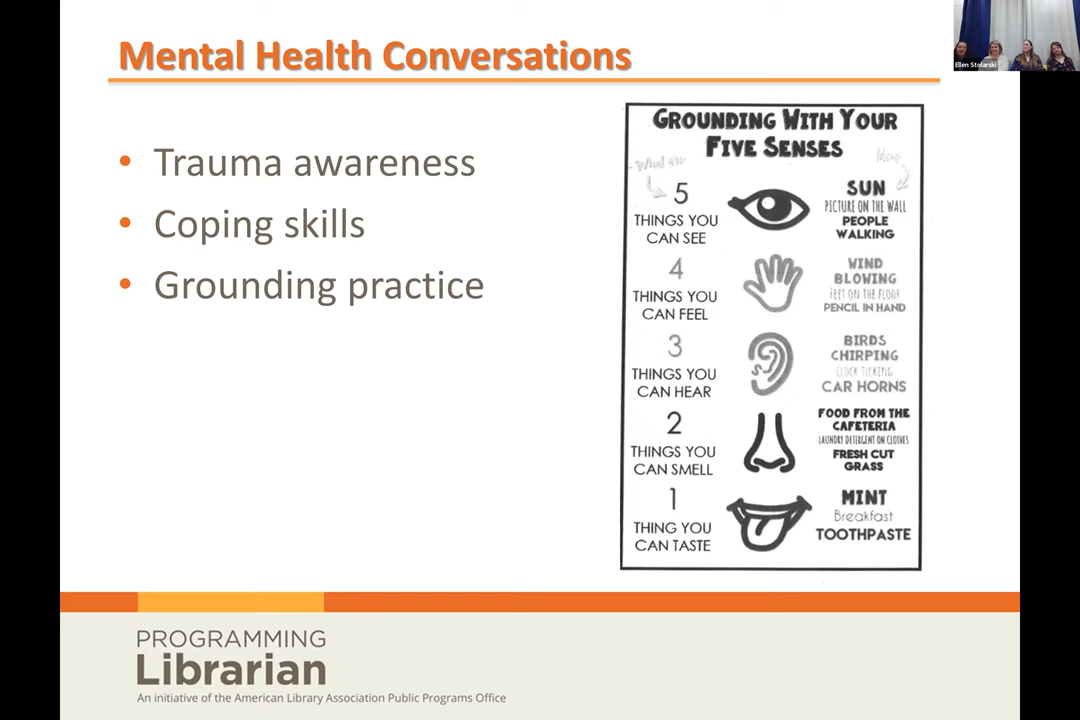 Mental Health Conversations
Ellen Stolarski
• Trauma awareness
• Coping skills
• Grounding practice
GROUNDING WITH YOUR
FIVE SENSES
What are
Ideas
5
THINGS YOU
CAN SEE
SUN
PICTURE ON THE WALL
PEOPLE
WALKING
4
THINGS YOU
CAN FEEL
WIND
BLOWING
FEET ON THE FLOOR
PENCIL IN HAND
3
THINGS YOU
CAN HEAR
BIRDS
CHIRPING
CLOCK TICKING
CAR HORNS
2
THINGS YOU
CAN SMELL
FOOD FROM THE
CAFETERIA
LAUNDRY DETERGENT ON CLOTHES
FRESH CUT
GRASS
1
THING YOU
CAN TASTE
MINT
Breakfast
TOOTHPASTE
PROGRAMMING
Librarian
An initiative of the American Library Association Public Programs Office